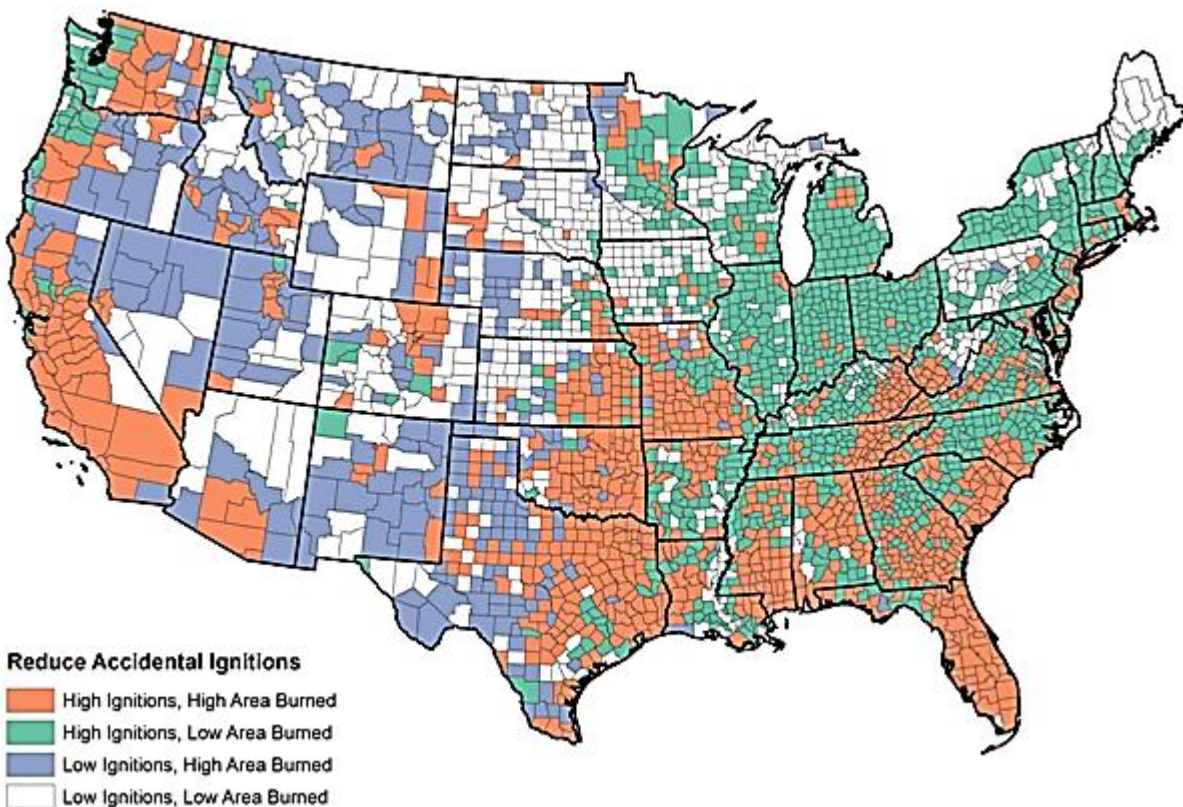 Reduce Accidental Ignitions
High Ignitions, High Area Burned
High Ignitions, Low Area Burned
Low Ignitions, High Area Burned
Low Ignitions, Low Area Burned